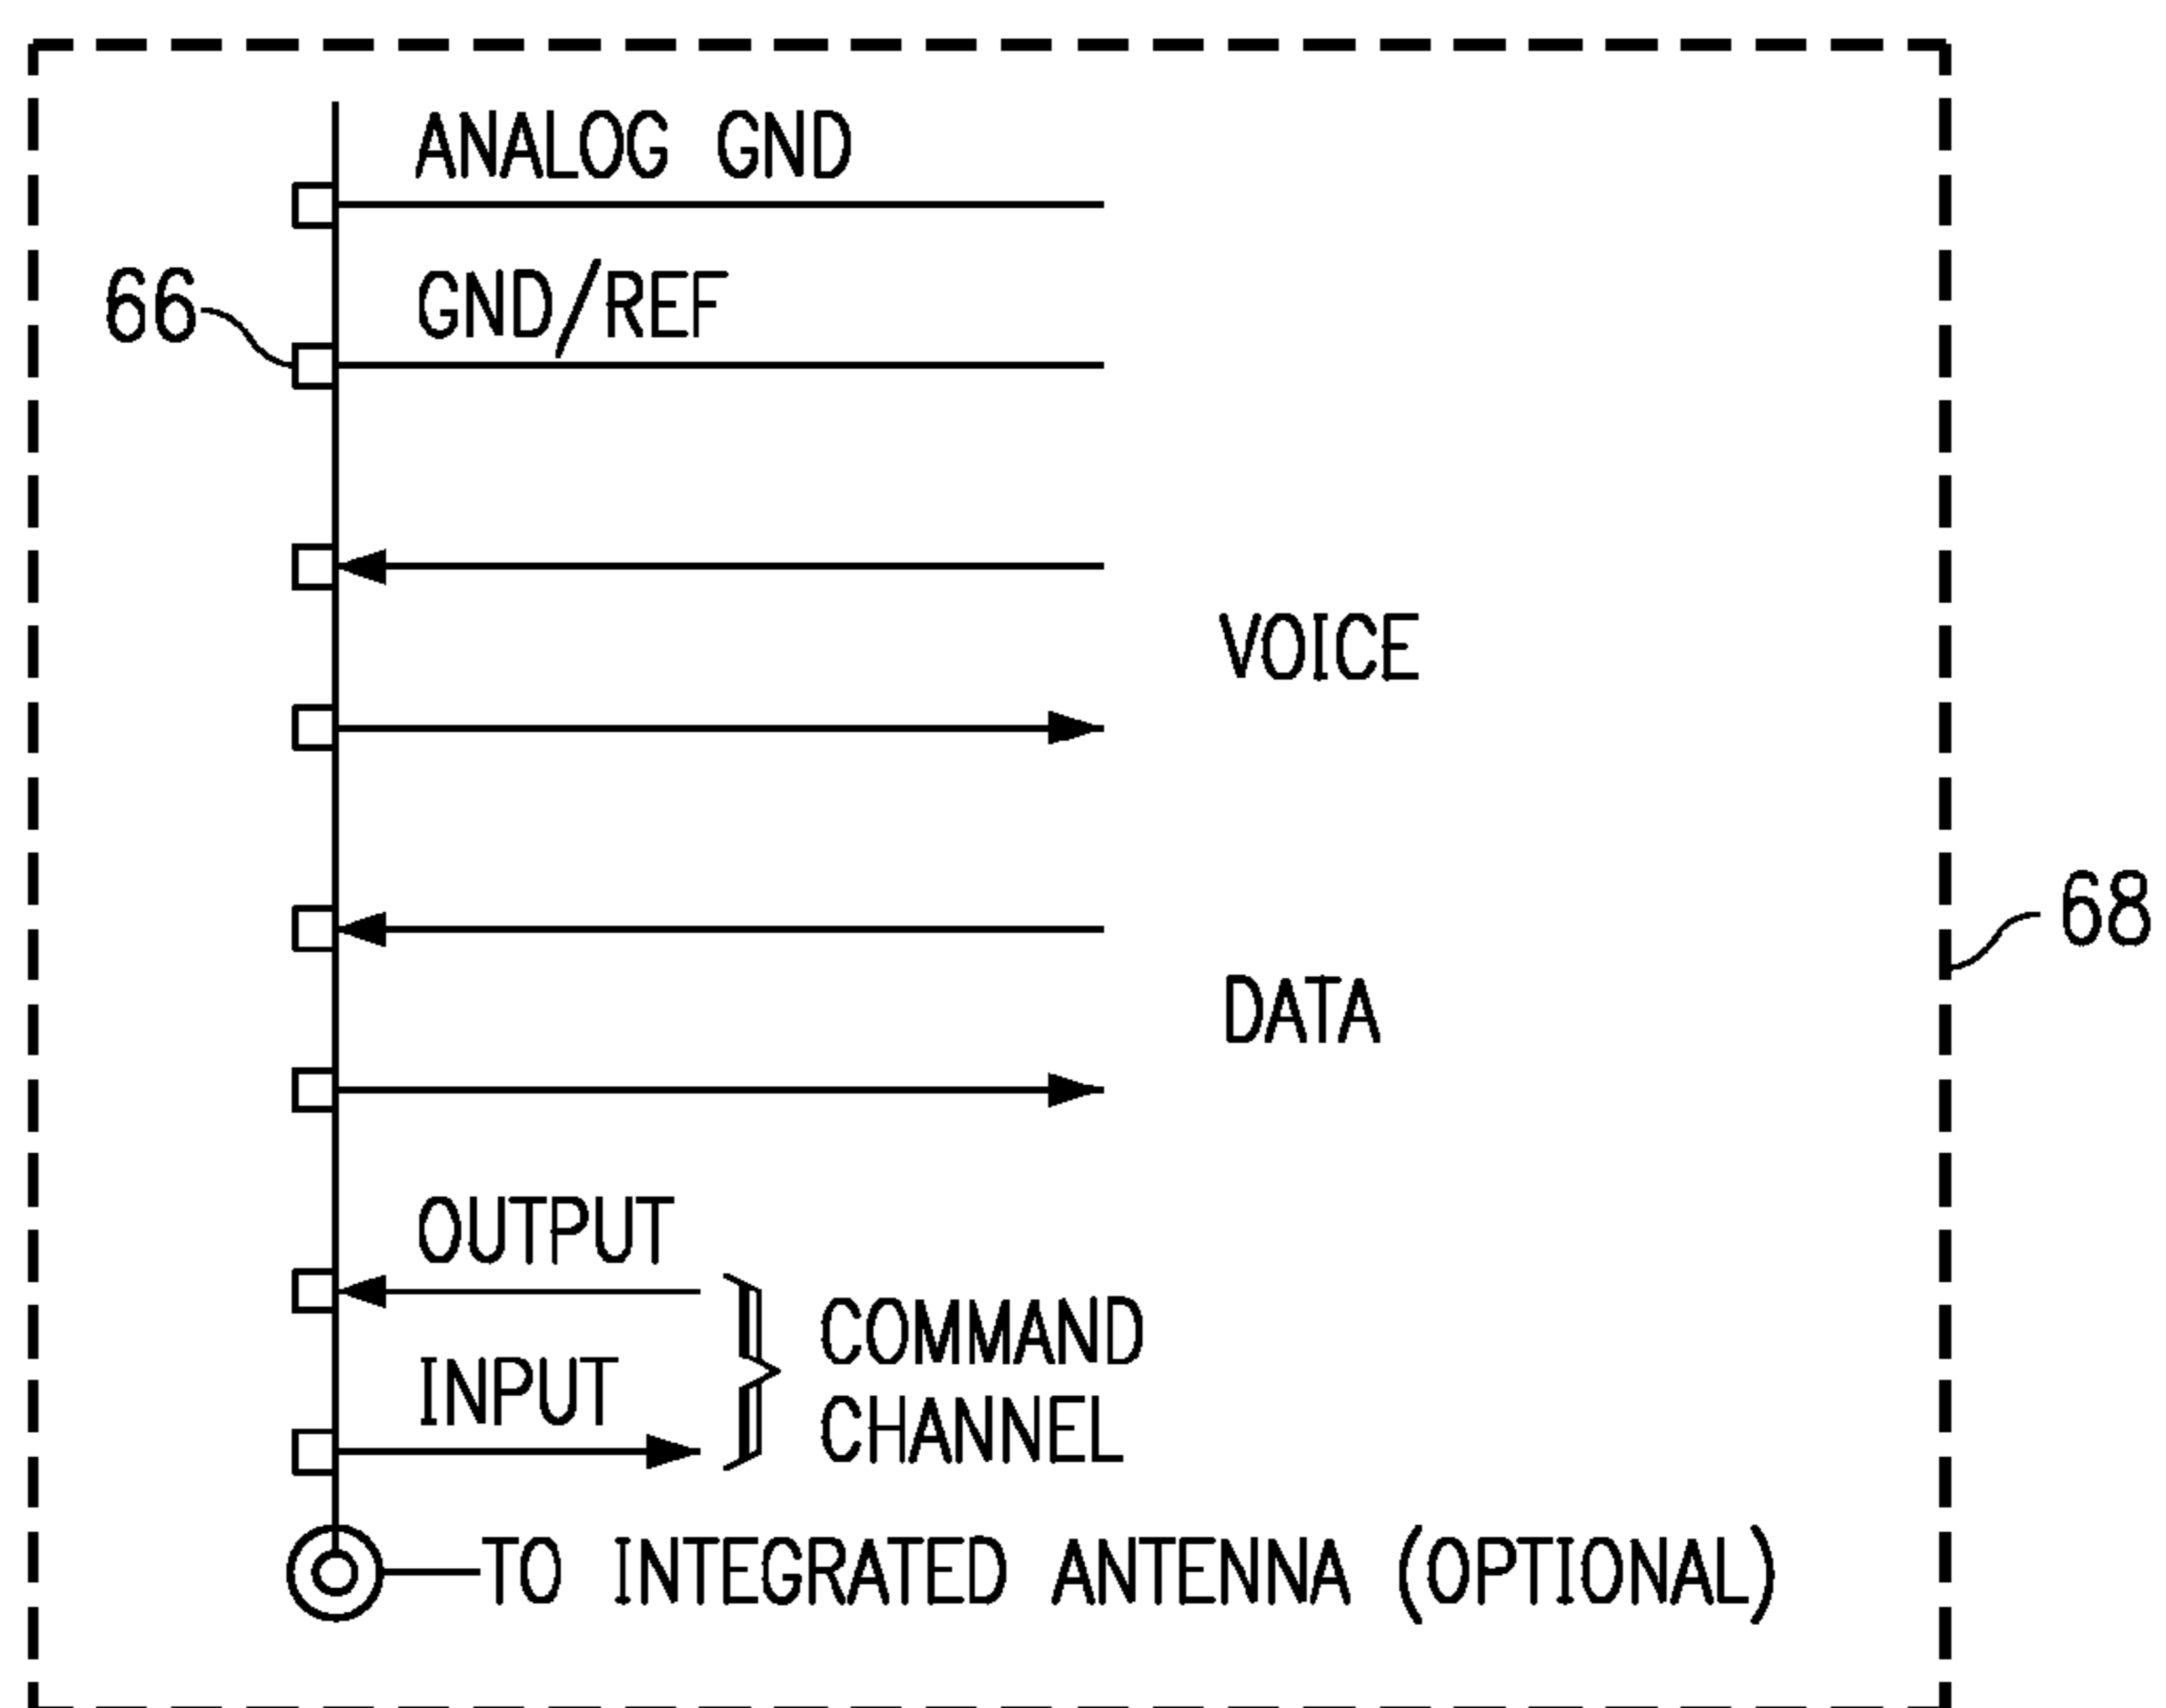 ANALOG GND
66
GND/REF
VOICE
68
DATA
OUTPUT
INPUT
COMMAND
CHANNEL
TO INTEGRATED ANTENNA (OPTIONAL)